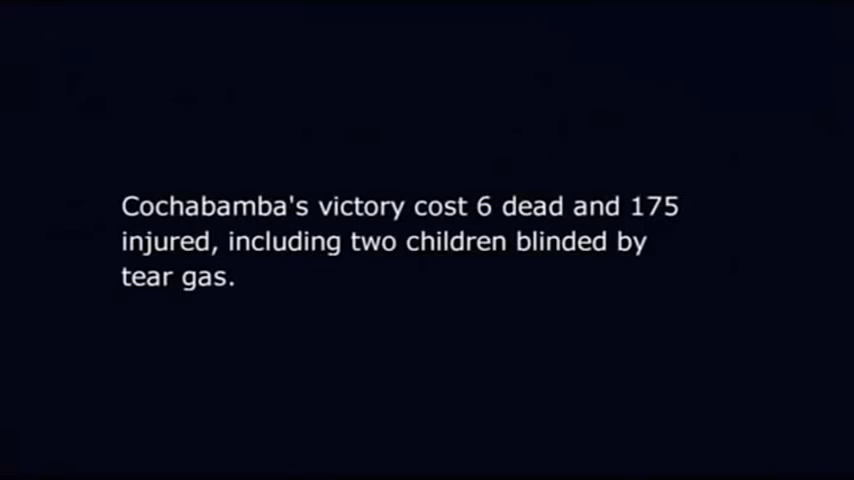 Cochabamba's victory cost 6 dead and 175
injured, including two children blinded by
tear gas.